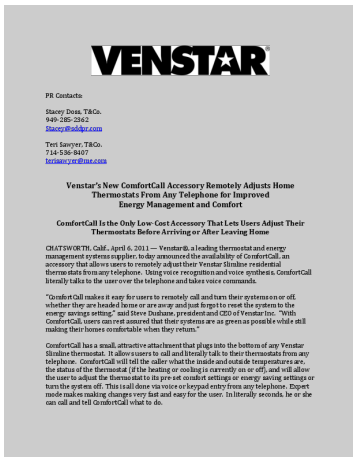 VENSTAR®
PR Contacts:
Stacey Doss, T&Co.
949-285-2362
Stacey@sddpr.com
Teri Sawyer, T&Co.
714-536-8407
terisawyer@me.com
Venstar's New ComfortCall Accessory Remotely Adjusts Home
Thermostats From Any Telephone for Improved
Energy Management and Comfort
ComfortCall Is the Only Low-Cost Accessory That Lets Users Adjust Their
Thermostats Before Arriving or After Leaving Home
CHATSWORTH, Calif., April 6, 2011 — Venstar®, a leading thermostat and energy
management systems supplier, today announced the availability of ComfortCall, an
accessory that allows users to remotely adjust their Venstar Slimline residential
thermostats from any telephone. Using voice recognition and voice synthesis, ComfortCall
literally talks to the user over the telephone and takes voice commands.
"ComfortCall makes it easy for users to remotely call and turn their systems on or off,
whether they are headed home or are away and just forgot to reset the system to the
energy savings setting," said Steve Dushane, president and CEO of Venstar Inc. "With
ComfortCall, users can rest assured that their systems are as green as possible while still
making their homes comfortable when they return."
ComfortCall has a small, attractive attachment that plugs into the bottom of any Venstar
Slimline thermostat. It allows users to call and literally talk to their thermostats from any
telephone. ComfortCall will tell the caller what the inside and outside temperatures are,
the status of the thermostat (if the heating or cooling is currently on or off), and will allow
the user to adjust the thermostat to its pre-set comfort settings or energy saving settings or
turn the system off. This is all done via voice or keypad entry from any telephone. Expert
mode makes making changes very fast and easy for the user. In literally seconds, he or she
can call and tell ComfortCall what to do.